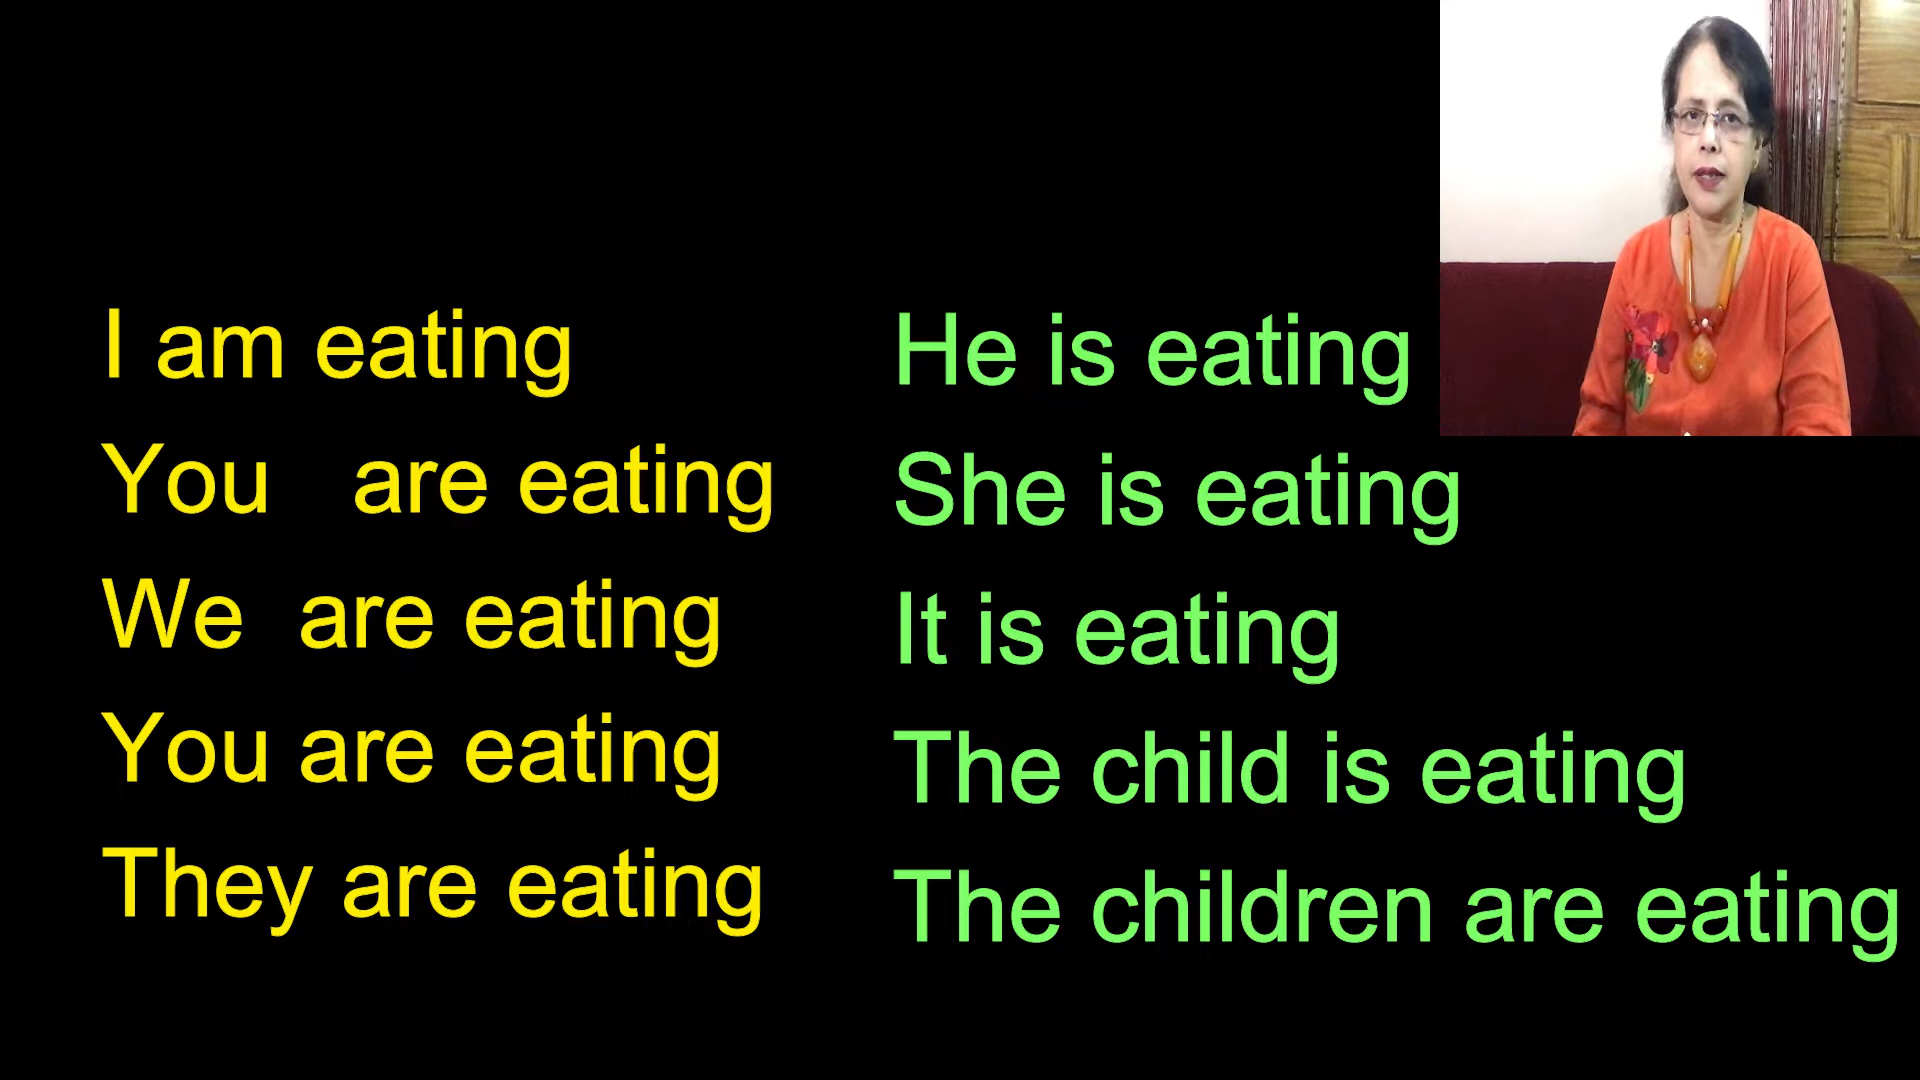 I am eating
You are eating
We are eating
You are eating
They are eating
He is eating
She is eating
It is eating
The child is eating
The children are eating